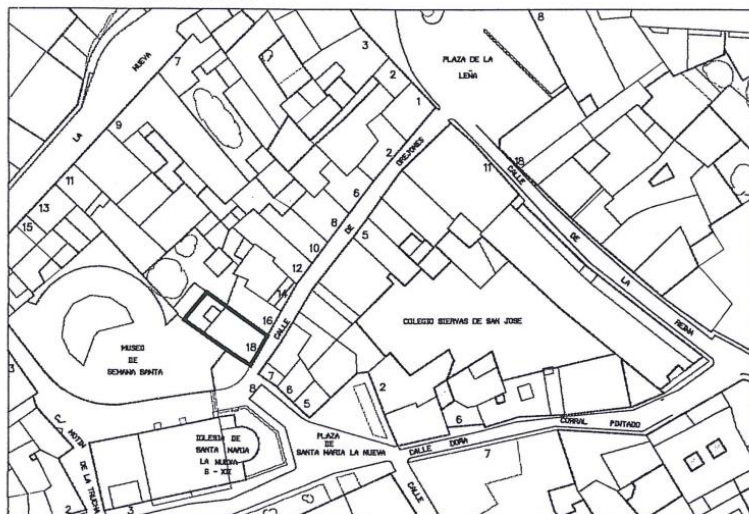 8
3
PLAZA DE LA
LEÑA
NUEVA
7
2
LA
1
9
2
OREJONES
11
18
CALLE
11
6
13
8
DE
5
DE
15
10
12
LA
14
REINA
16
CALLE
COLEGIO SIERVAS DE SAN JOSE
MUSEO
DE
SEMANA SANTA
18
3
7
2
8
6
5
C/ MOTIN
DE LA TRUCHA
IGLESIA DE
SANTA MARIA
LA NUEVA
S - XII
PLAZA
DE
SANTA MARIA LA NUEVA
6
CORRAL PINTADO
CALLE DOÑA
7
CALLE
2
3